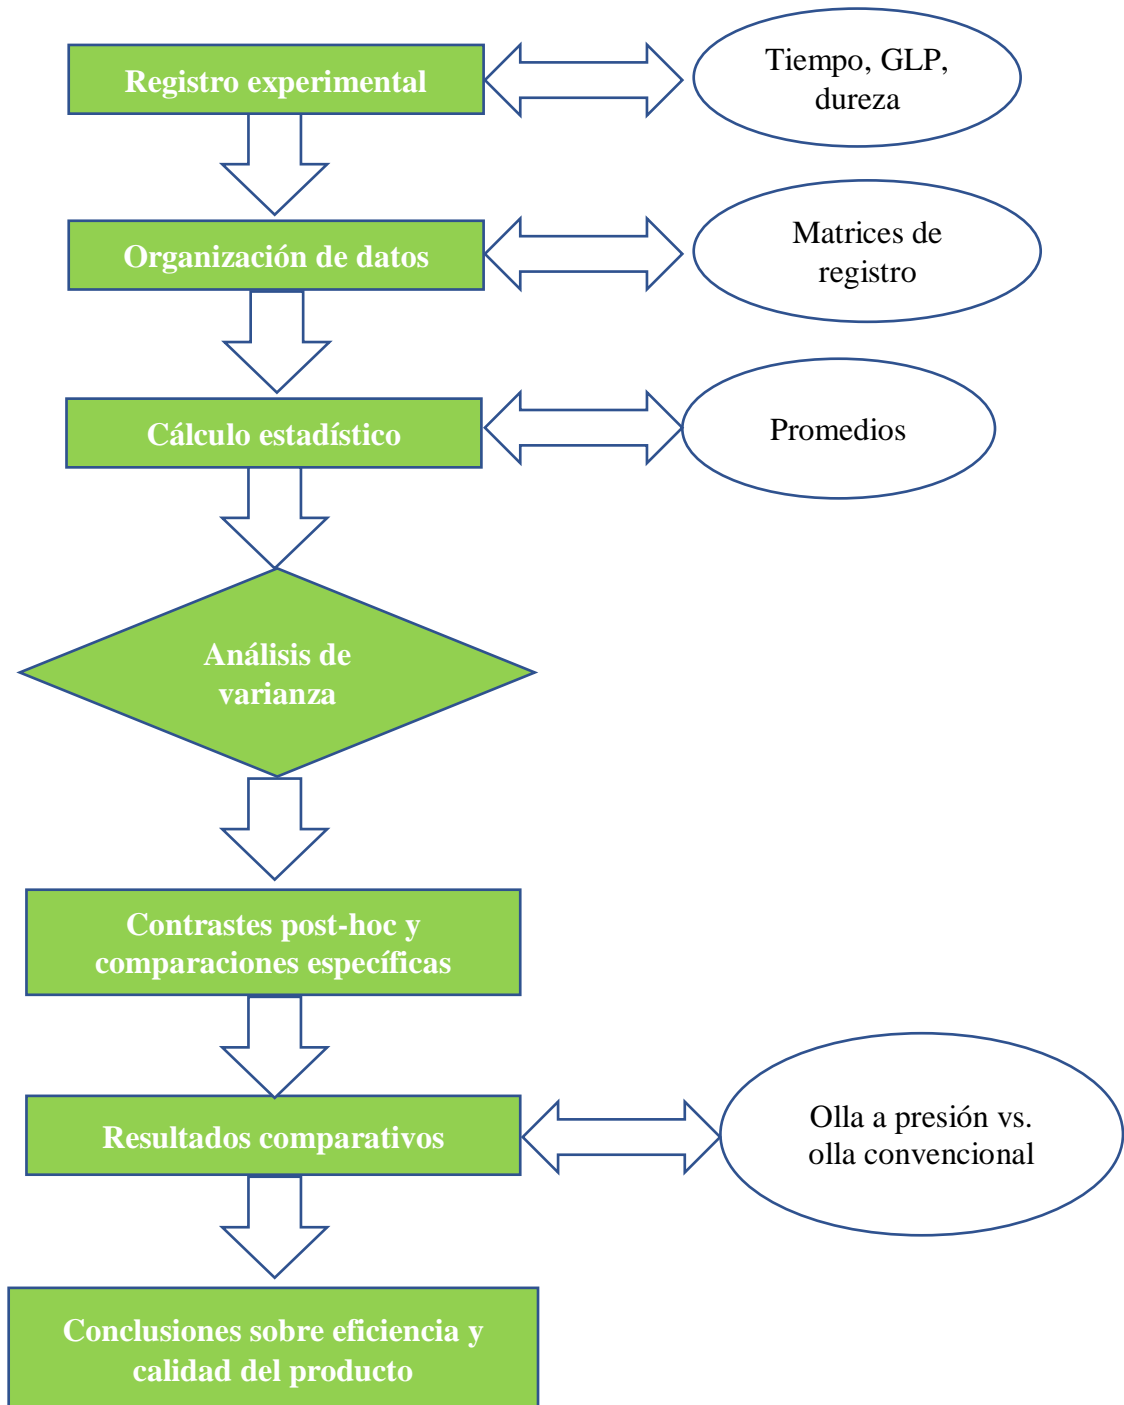 Registro experimental
Tiempo, GLP,
dureza
Organización de datos
Matrices de
registro
Cálculo estadístico
Promedios
Análisis de
varianza
Contrastes post-hoc y
comparaciones específicas
Resultados comparativos
Olla a presión vs.
olla convencional
Conclusiones sobre eficiencia y
calidad del producto